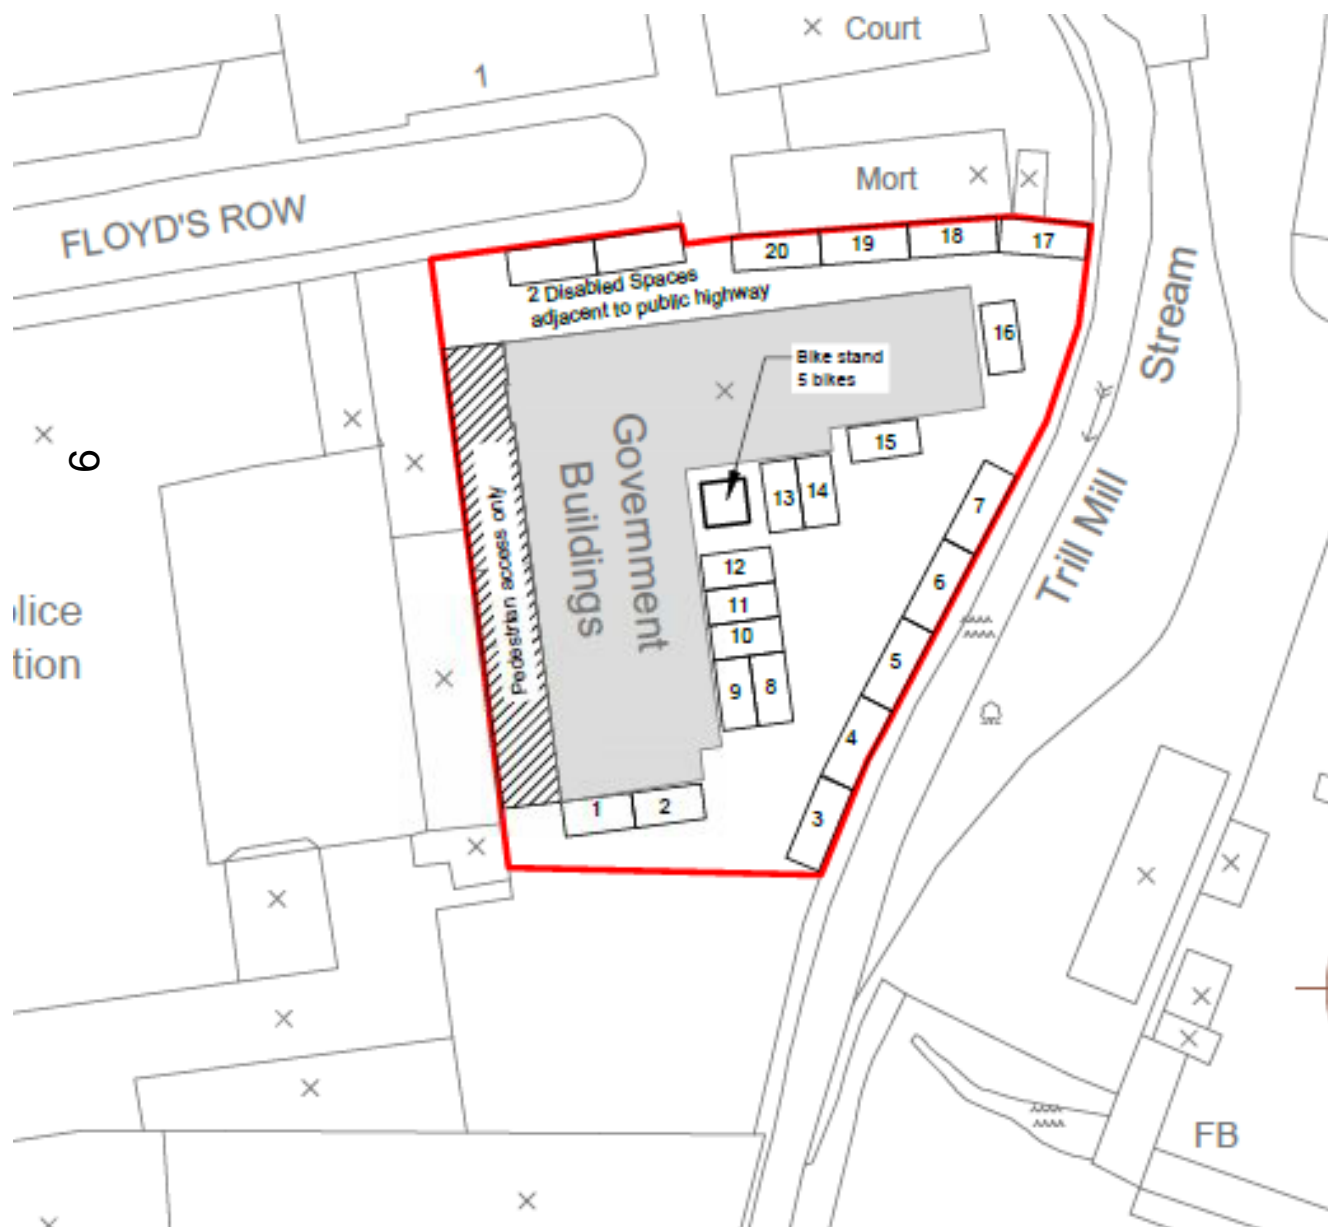 Court
1
Mort
FLOYD'S ROW
20
19
18
17
2 Disabled Spaces
adjacent to public highway
16
Stream
Bike stand
5 bikes
15
9
Government
Buildings
13
14
7
Pedestrian access only
12
11
10
9
8
6
5
4
3
Trill Mill
lice
tion
1
2
FB